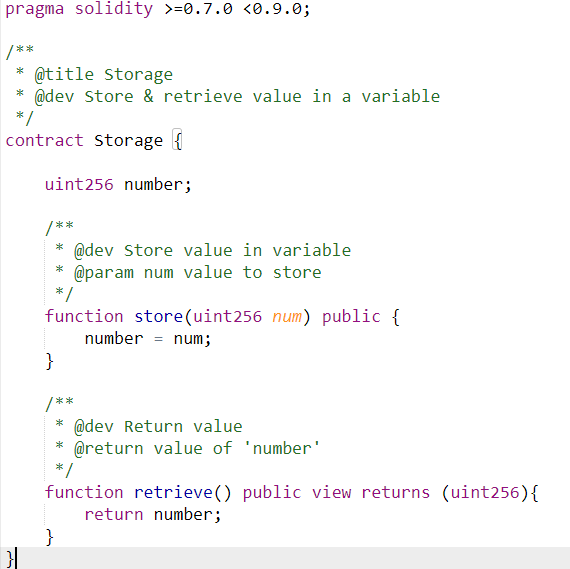 pragma solidity >=0.7.0 <0.9.0;

/**
 * @title Storage
 * @dev Store & retrieve value in a variable
 */
contract Storage {

    uint256 number;

    /**
     * @dev Store value in variable
     * @param num value to store
     */
    function store(uint256 num) public {
        number = num;
    }

    /**
     * @dev Return value
     * @return value of 'number'
     */
    function retrieve() public view returns (uint256){
        return number;
    }
}